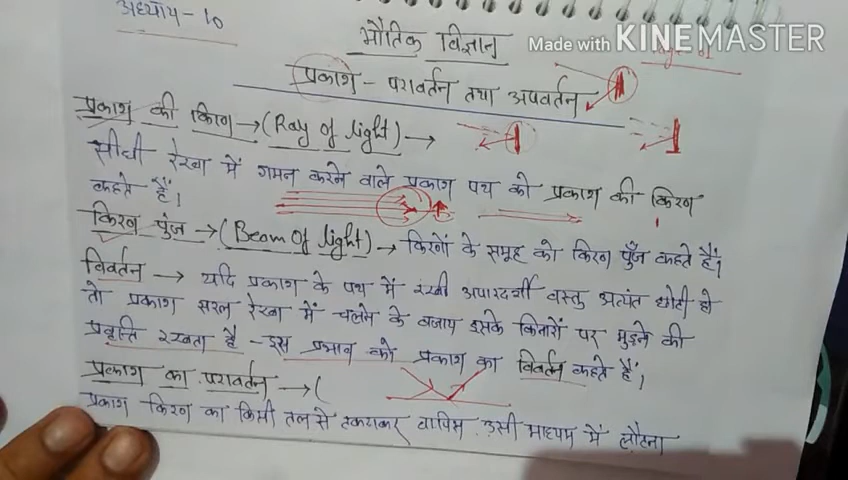 अध्याय - 10
भौतिक विज्ञान
Made with KINEMASTER
प्रकाश - परावर्तन तथा अपवर्तन
प्रकाश की किरण → (Ray of light) →
सीधी रेखा में गमन करने वाले प्रकाश पथ को प्रकाश की किरण
कहते हैं।
किरण पुंज → (Beam of light) → किरणों के समूह को किरण पुँज कहते हैं।
विवर्तन → यदि प्रकाश के पथ में रखी अपारदर्शी वस्तु अत्यंत छोटी हो
तो प्रकाश सरल रेखा में चलने के बजाय इसके किनारों पर मुड़ने की
प्रवृत्ति रखता है - इस प्रभाव को प्रकाश का विवर्तन कहते हैं।
प्रकाश का परावर्तन → (
प्रकाश किरण का किसी तल से टकराकर वापिस उसी माध्यम में लौटना